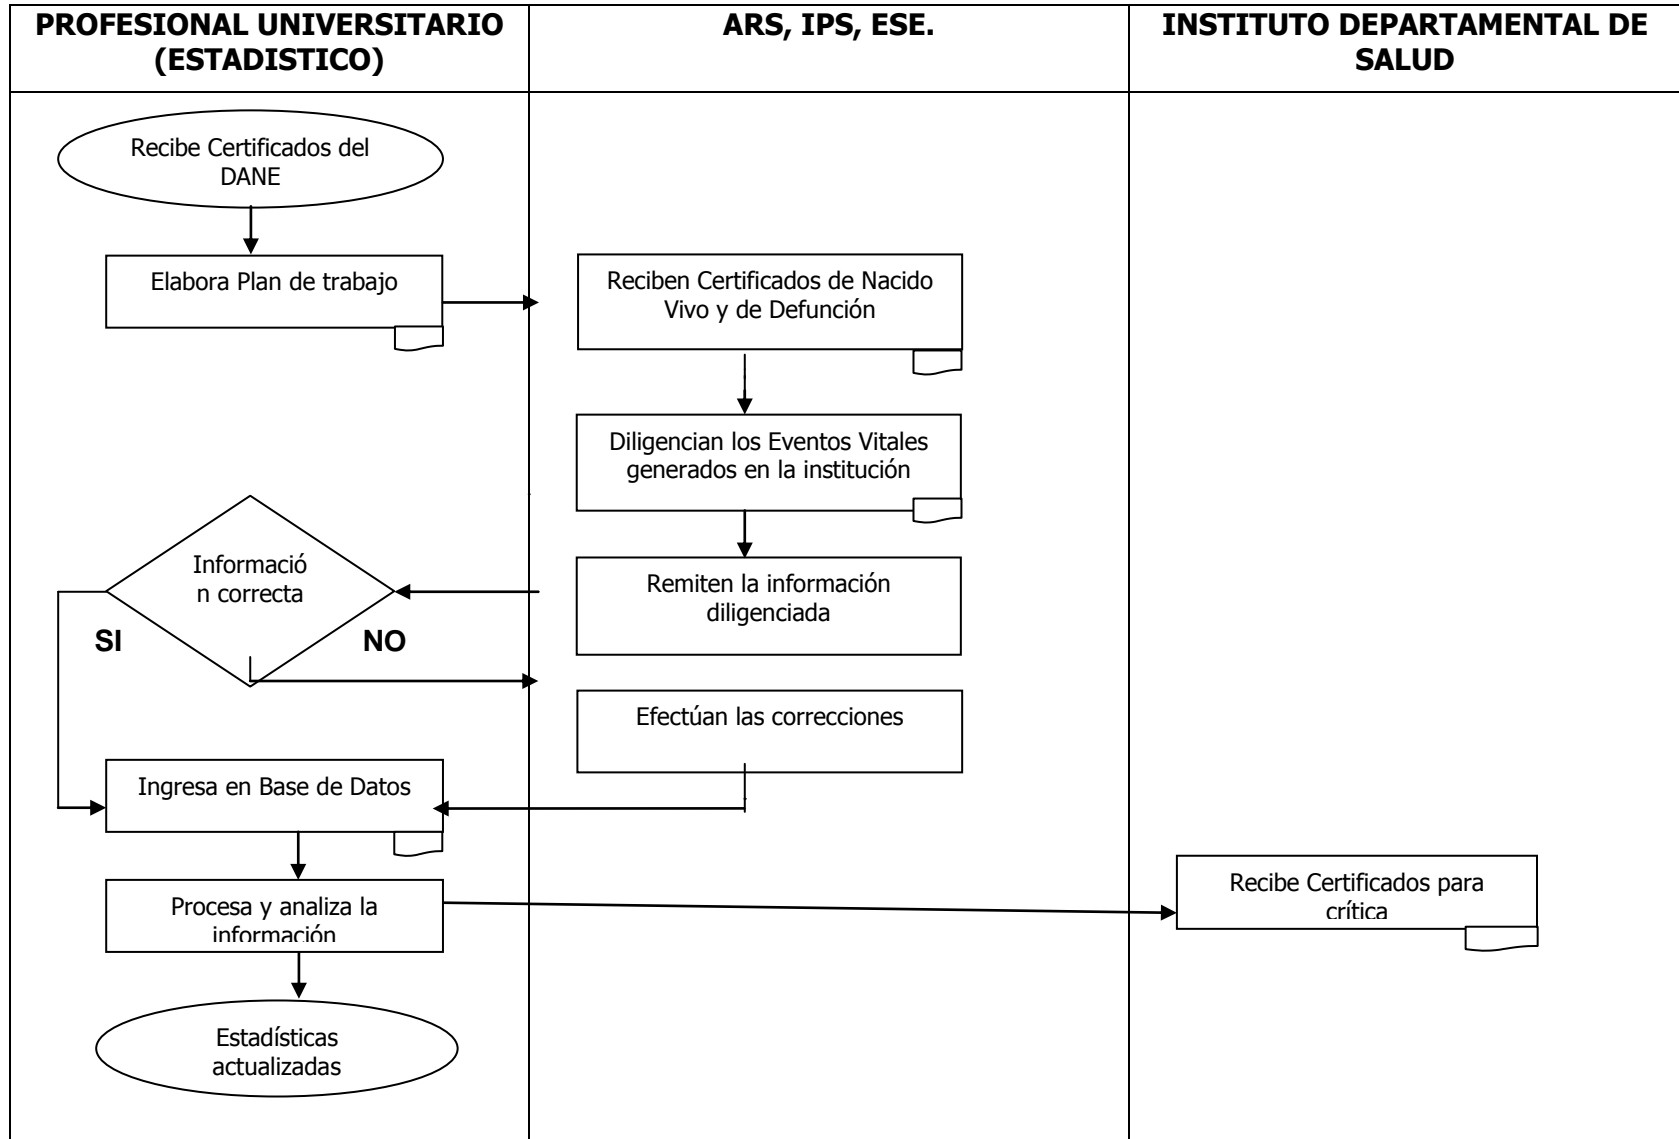 PROFESIONAL UNIVERSITARIO
(ESTADISTICO)
ARS, IPS, ESE.
INSTITUTO DEPARTAMENTAL DE
SALUD
Recibe Certificados del
DANE
Elabora Plan de trabajo
Reciben Certificados de Nacido
Vivo y de Defunción
Diligencian los Eventos Vitales
generados en la institución
Informació
n correcta
Remiten la información
diligenciada
SI
NO
Efectúan las correcciones
Ingresa en Base de Datos
Procesa y analiza la
información
Recibe Certificados para
crítica
Estadísticas
actualizadas